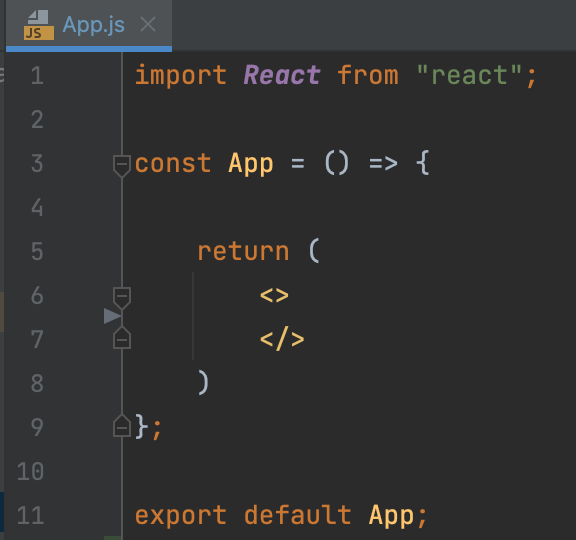 JS App.js
1 import React from "react";
2
3 const App = () => {
4
5     return (
6         <>
7         </>
8     )
9 };
10
11 export default App;